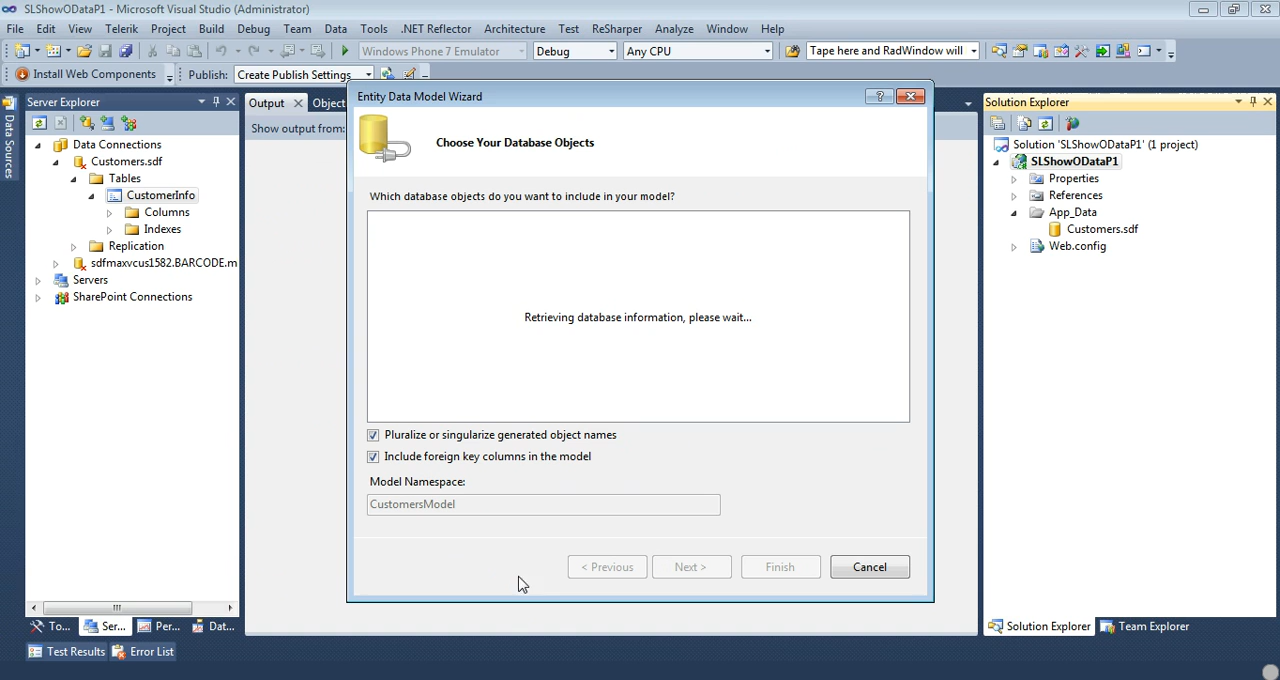 SLShowODataP1 - Microsoft Visual Studio (Administrator)
File Edit View Telerik Project Build Debug Team Data Tools .NET Reflector Architecture Test ReSharper Analyze Window Help
Windows Phone 7 Emulator Debug Any CPU Tape here and RadWindow will
Install Web Components Publish: Create Publish Settings
Data Sources
Server Explorer
Data Connections
Customers.sdf
Tables
CustomerInfo
Columns
Indexes
Replication
sdfmaxvcus1582.BARCODE.m
Servers
SharePoint Connections
To... Ser... Per... Dat...
Test Results Error List
Output Object
Show output from:
Entity Data Model Wizard
Choose Your Database Objects
Which database objects do you want to include in your model?
Retrieving database information, please wait...
Pluralize or singularize generated object names
Include foreign key columns in the model
Model Namespace:
CustomersModel
< Previous Next > Finish Cancel
Solution Explorer
Solution 'SLShowODataP1' (1 project)
SLShowODataP1
Properties
References
App_Data
Customers.sdf
Web.config
Solution Explorer Team Explorer